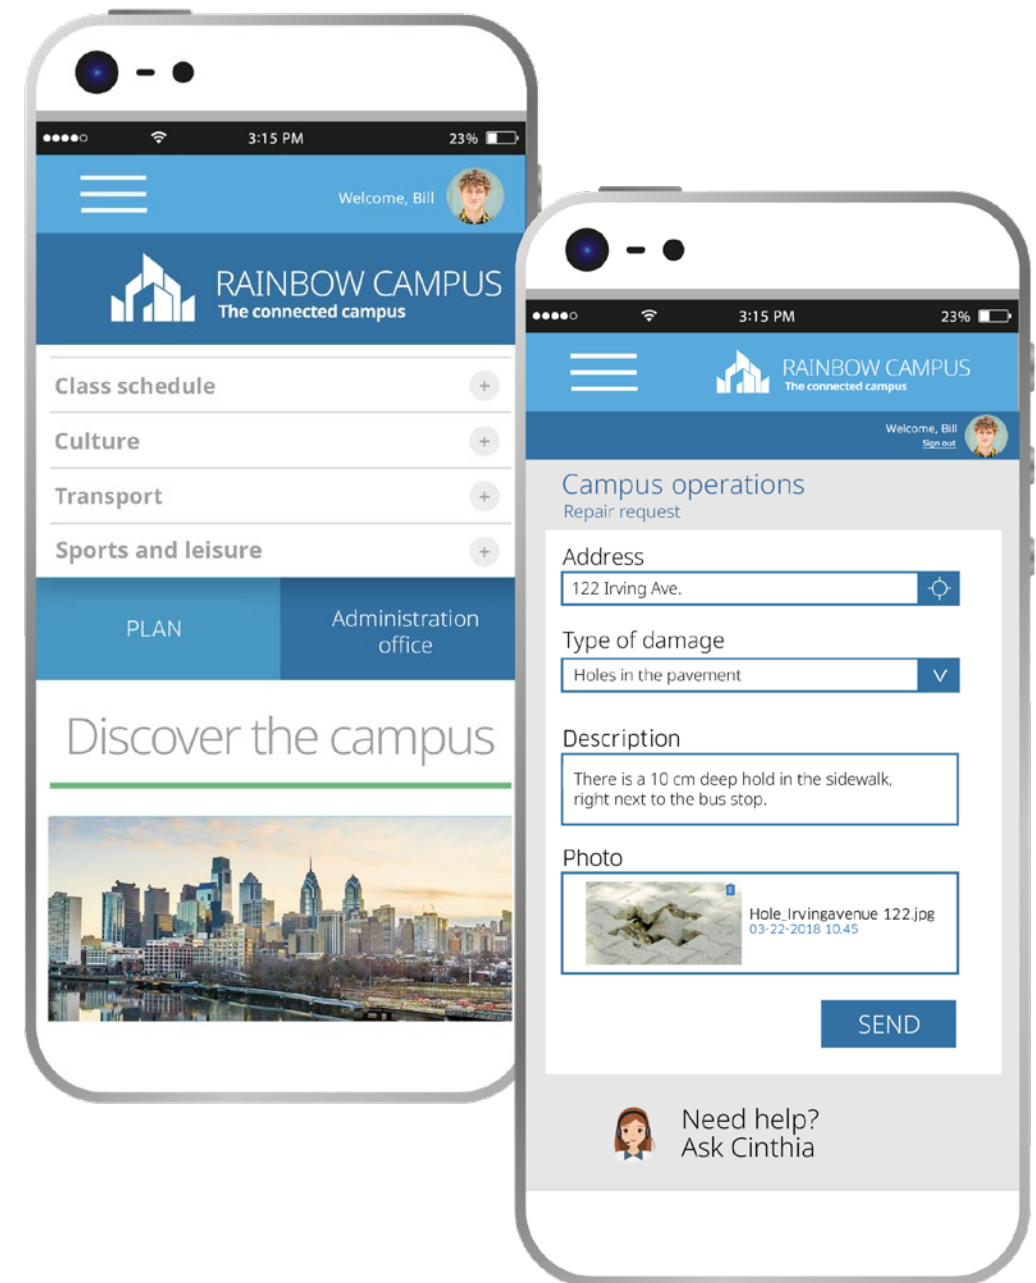 3:15 PM
23%
Welcome, Bill
RAINBOW CAMPUS
The connected campus
Class schedule
+
Culture
+
Transport
+
Sports and leisure
+
PLAN
Administration
office
Discover the campus
3:15 PM
23%
RAINBOW CAMPUS
The connected campus
Welcome, Bill
Sign out
Campus operations
Repair request
Address
122 Irving Ave.
Type of damage
Holes in the pavement
Description
There is a 10 cm deep hold in the sidewalk,
right next to the bus stop.
Photo
Hole_Irvingavenue 122.jpg
03-22-2018 10.45
SEND
Need help?
Ask Cinthia